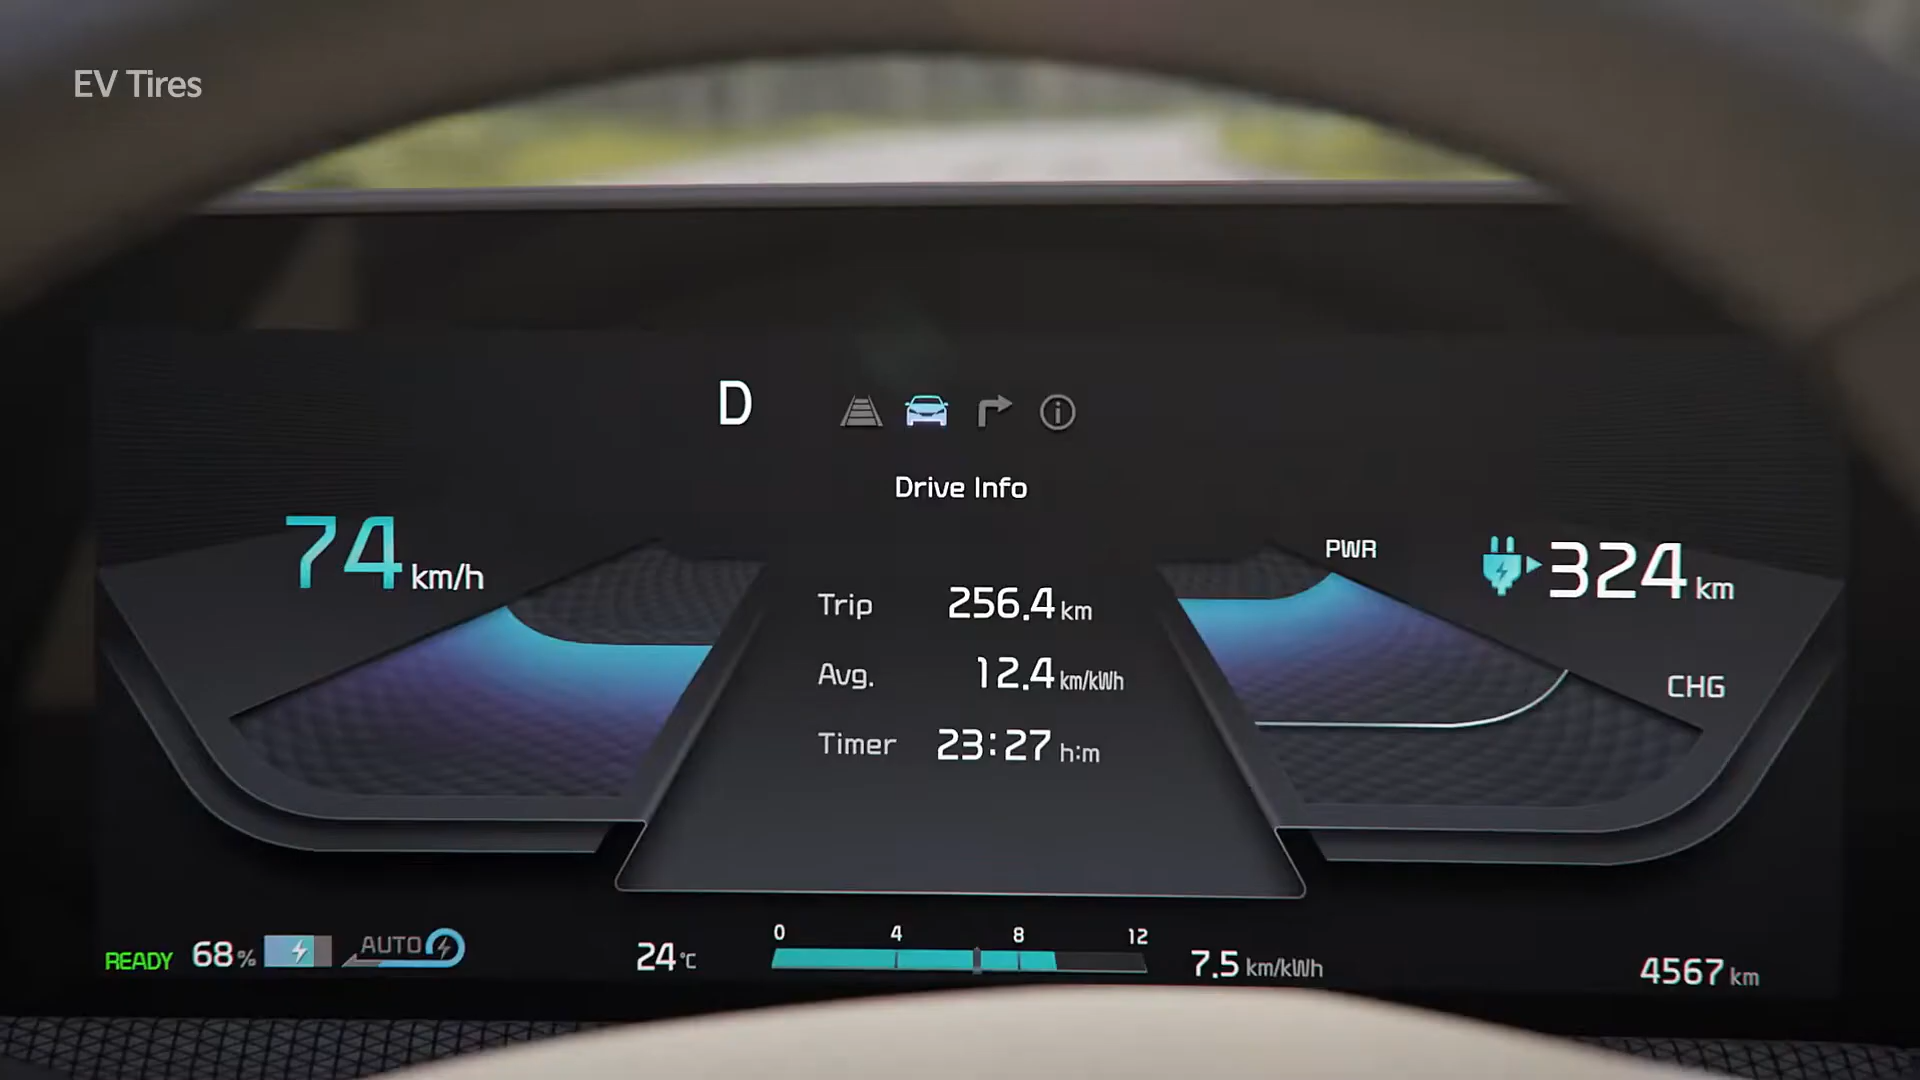 EV Tires
D
Drive Info
74 km/h
PWR
324 km
CHG
Trip 256.4 km
Avg. 12.4 km/kWh
Timer 23:27 h:m
0 4 8 12
READY 68% AUTO 24°C 7.5 km/kWh 4567 km